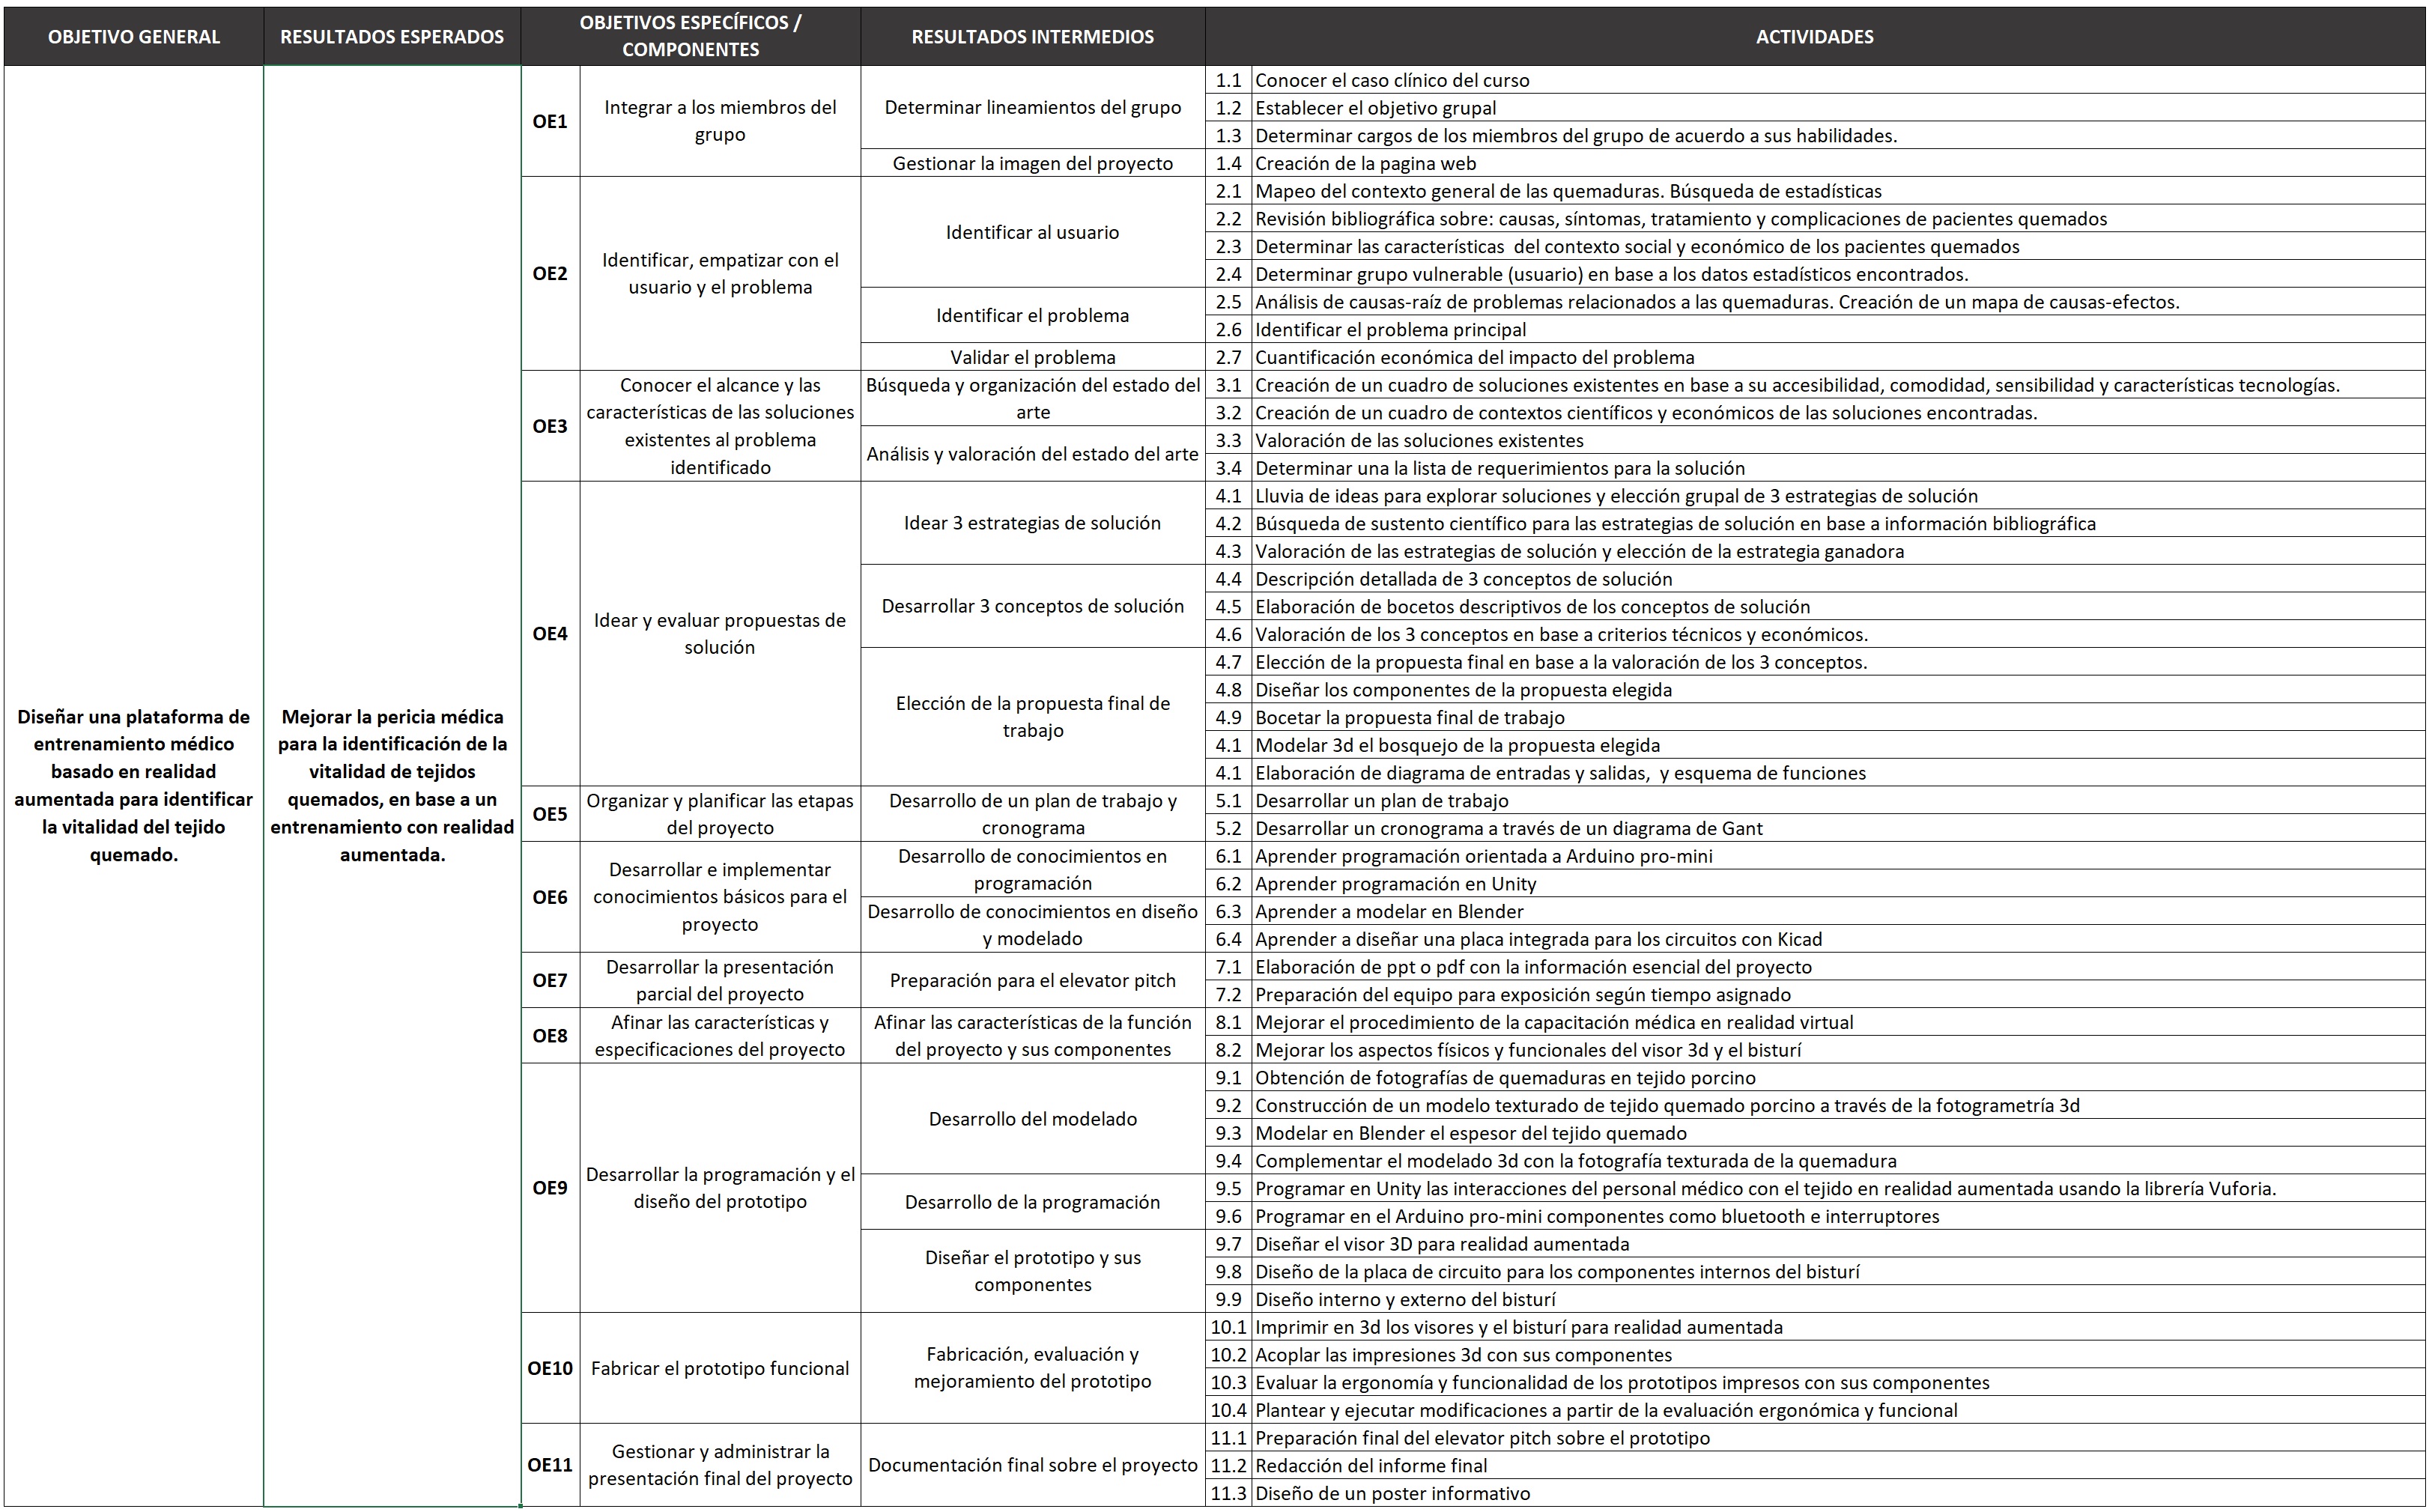 OBJETIVO GENERAL
RESULTADOS ESPERADOS
OBJETIVOS ESPECÍFICOS /
COMPONENTES
RESULTADOS INTERMEDIOS
ACTIVIDADES
Diseñar una plataforma de
entrenamiento médico
basado en realidad
aumentada para identificar
la vitalidad del tejido
quemado.
Mejorar la pericia médica
para la identificación de la
vitalidad de tejidos
quemados, en base a un
entrenamiento con realidad
aumentada.
OE1
Integrar a los miembros del
grupo
Determinar lineamientos del grupo
1.1 Conocer el caso clínico del curso
1.2 Establecer el objetivo grupal
1.3 Determinar cargos de los miembros del grupo de acuerdo a sus habilidades.
Gestionar la imagen del proyecto
1.4 Creación de la pagina web
OE2
Identificar, empatizar con el
usuario y el problema
Identificar al usuario
2.1 Mapeo del contexto general de las quemaduras. Búsqueda de estadísticas
2.2 Revisión bibliográfica sobre: causas, síntomas, tratamiento y complicaciones de pacientes quemados
2.3 Determinar las características  del contexto social y económico de los pacientes quemados
2.4 Determinar grupo vulnerable (usuario) en base a los datos estadísticos encontrados.
Identificar el problema
2.5 Análisis de causas-raíz de problemas relacionados a las quemaduras. Creación de un mapa de causas-efectos.
2.6 Identificar el problema principal
Validar el problema
2.7 Cuantificación económica del impacto del problema
OE3
Conocer el alcance y las
características de las soluciones
existentes al problema
identificado
Búsqueda y organización del estado del
arte
3.1 Creación de un cuadro de soluciones existentes en base a su accesibilidad, comodidad, sensibilidad y características tecnologías.
3.2 Creación de un cuadro de contextos científicos y económicos de las soluciones encontradas.
Análisis y valoración del estado del arte
3.3 Valoración de las soluciones existentes
3.4 Determinar una la lista de requerimientos para la solución
OE4
Idear y evaluar propuestas de
solución
Idear 3 estrategias de solución
4.1 Lluvia de ideas para explorar soluciones y elección grupal de 3 estrategias de solución
4.2 Búsqueda de sustento científico para las estrategias de solución en base a información bibliográfica
4.3 Valoración de las estrategias de solución y elección de la estrategia ganadora
Desarrollar 3 conceptos de solución
4.4 Descripción detallada de 3 conceptos de solución
4.5 Elaboración de bocetos descriptivos de los conceptos de solución
4.6 Valoración de los 3 conceptos en base a criterios técnicos y económicos.
Elección de la propuesta final de
trabajo
4.7 Elección de la propuesta final en base a la valoración de los 3 conceptos.
4.8 Diseñar los componentes de la propuesta elegida
4.9 Bocetar la propuesta final de trabajo
4.1 Modelar 3d el bosquejo de la propuesta elegida
4.1 Elaboración de diagrama de entradas y salidas,  y esquema de funciones
OE5
Organizar y planificar las etapas
del proyecto
Desarrollo de un plan de trabajo y
cronograma
5.1 Desarrollar un plan de trabajo
5.2 Desarrollar un cronograma a través de un diagrama de Gant
OE6
Desarrollar e implementar
conocimientos básicos para el
proyecto
Desarrollo de conocimientos en
programación
6.1 Aprender programación orientada a Arduino pro-mini
6.2 Aprender programación en Unity
Desarrollo de conocimientos en diseño
y modelado
6.3 Aprender a modelar en Blender
6.4 Aprender a diseñar una placa integrada para los circuitos con Kicad
OE7
Desarrollar la presentación
parcial del proyecto
Preparación para el elevator pitch
7.1 Elaboración de ppt o pdf con la información esencial del proyecto
7.2 Preparación del equipo para exposición según tiempo asignado
OE8
Afinar las características y
especificaciones del proyecto
Afinar las características de la función
del proyecto y sus componentes
8.1 Mejorar el procedimiento de la capacitación médica en realidad virtual
8.2 Mejorar los aspectos físicos y funcionales del visor 3d y el bisturí
OE9
Desarrollar la programación y el
diseño del prototipo
Desarrollo del modelado
9.1 Obtención de fotografías de quemaduras en tejido porcino
9.2 Construcción de un modelo texturado de tejido quemado porcino a través de la fotogrametría 3d
9.3 Modelar en Blender el espesor del tejido quemado
9.4 Complementar el modelado 3d con la fotografía texturada de la quemadura
Desarrollo de la programación
9.5 Programar en Unity las interacciones del personal médico con el tejido en realidad aumentada usando la librería Vuforia.
9.6 Programar en el Arduino pro-mini componentes como bluetooth e interruptores
Diseñar el prototipo y sus
componentes
9.7 Diseñar el visor 3D para realidad aumentada
9.8 Diseño de la placa de circuito para los componentes internos del bisturí
9.9 Diseño interno y externo del bisturí
OE10
Fabricar el prototipo funcional
Fabricación, evaluación y
mejoramiento del prototipo
10.1 Imprimir en 3d los visores y el bisturí para realidad aumentada
10.2 Acoplar las impresiones 3d con sus componentes
10.3 Evaluar la ergonomía y funcionalidad de los prototipos impresos con sus componentes
10.4 Plantear y ejecutar modificaciones a partir de la evaluación ergonómica y funcional
OE11
Gestionar y administrar la
presentación final del proyecto
Documentación final sobre el proyecto
11.1 Preparación final del elevator pitch sobre el prototipo
11.2 Redacción del informe final
11.3 Diseño de un poster informativo